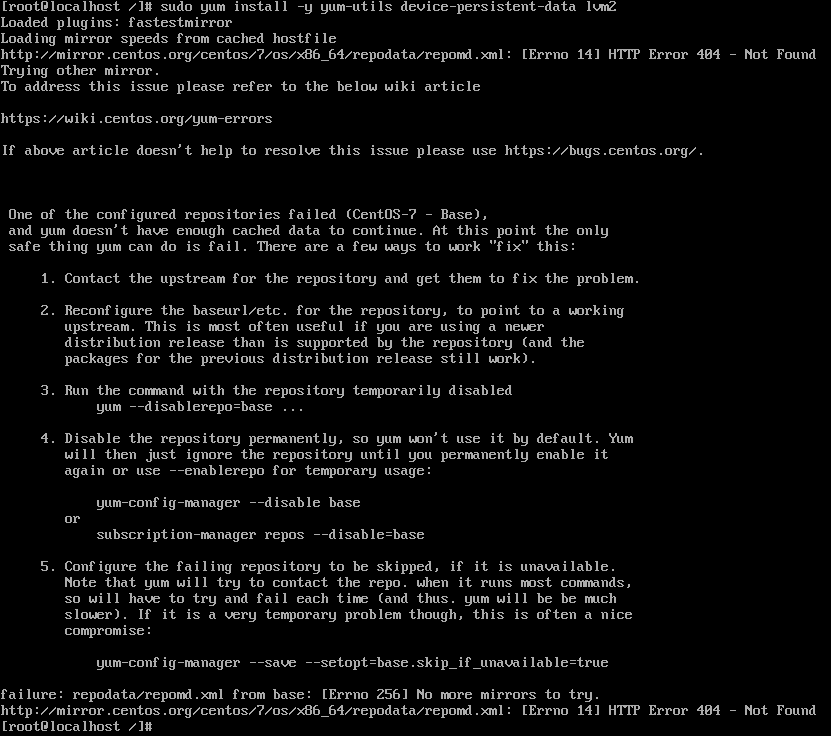 [root@localhost /]# sudo yum install -y yum-utils device-persistent-data lvm2
Loaded plugins: fastestmirror
Loading mirror speeds from cached hostfile
http://mirror.centos.org/centos/7/os/x86_64/repodata/repomd.xml: [Errno 14] HTTP Error 404 - Not Found
Trying other mirror.
To address this issue please refer to the below wiki article
https://wiki.centos.org/yum-errors
If above article doesn't help to resolve this issue please use https://bugs.centos.org/.
One of the configured repositories failed (CentOS-7 - Base),
and yum doesn't have enough cached data to continue. At this point the only
safe thing yum can do is fail. There are a few ways to work "fix" this:
1. Contact the upstream for the repository and get them to fix the problem.
2. Reconfigure the baseurl/etc. for the repository, to point to a working
upstream. This is most often useful if you are using a newer
distribution release than is supported by the repository (and the
packages for the previous distribution release still work).
3. Run the command with the repository temporarily disabled
yum --disablerepo=base ...
4. Disable the repository permanently, so yum won't use it by default. Yum
will then just ignore the repository until you permanently enable it
again or use --enablerepo for temporary usage:
yum-config-manager --disable base
or
subscription-manager repos --disable=base
5. Configure the failing repository to be skipped, if it is unavailable.
Note that yum will try to contact the repo. when it runs most commands,
so will have to try and fail each time (and thus. yum will be be much
slower). If it is a very temporary problem though, this is often a nice
compromise:
yum-config-manager --save --setopt=base.skip_if_unavailable=true
failure: repodata/repomd.xml from base: [Errno 256] No more mirrors to try.
http://mirror.centos.org/centos/7/os/x86_64/repodata/repomd.xml: [Errno 14] HTTP Error 404 - Not Found
[root@localhost /]#